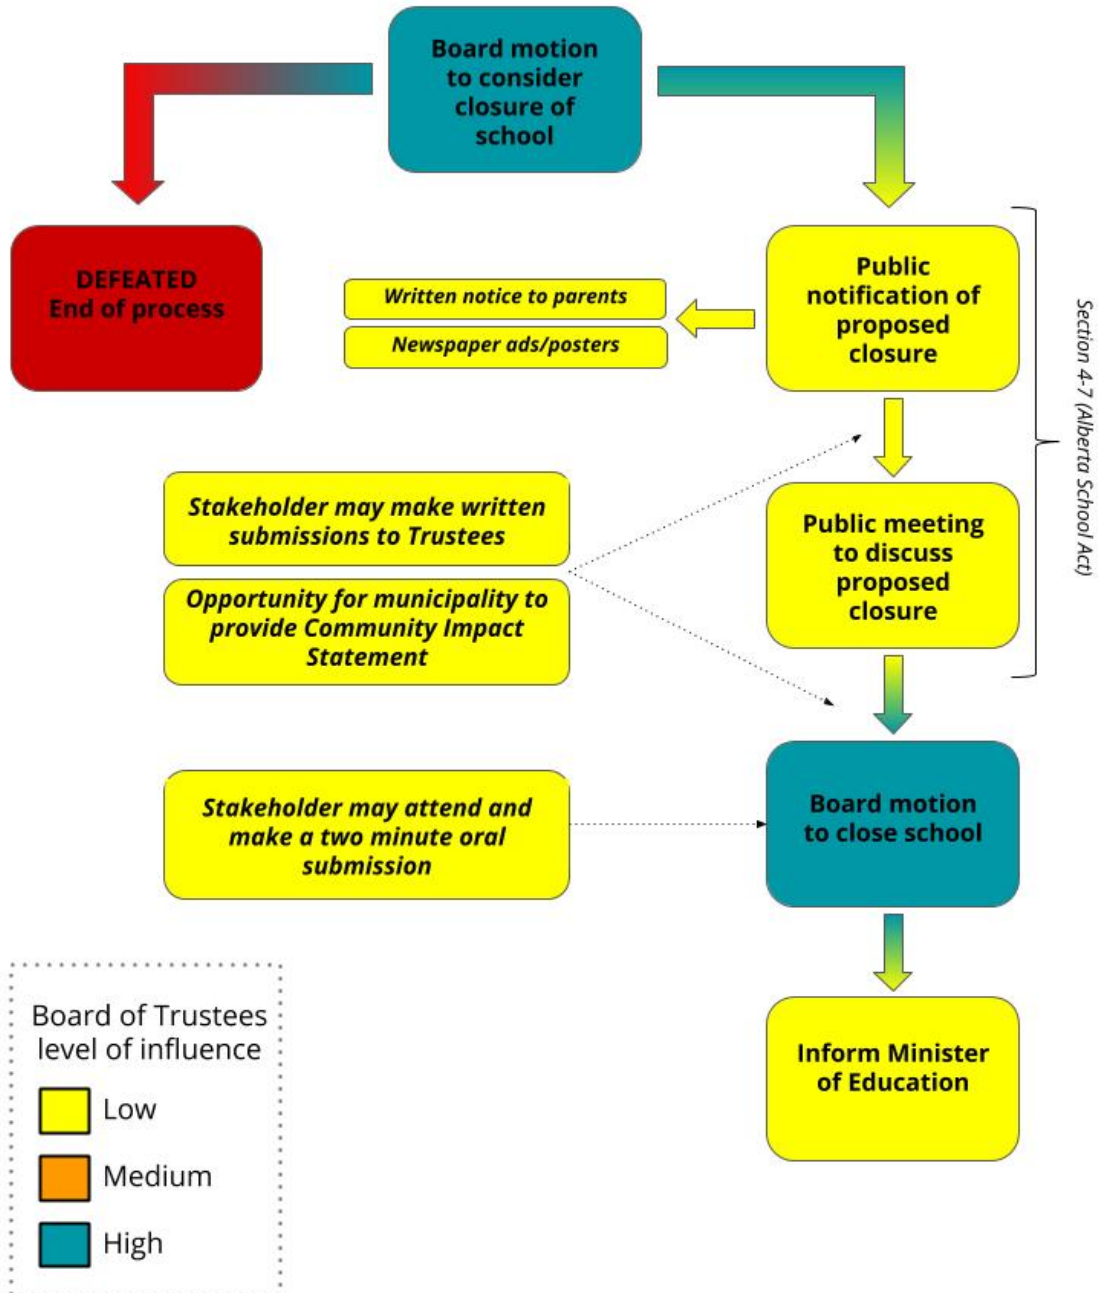 Board motion
to consider
closure of
school
DEFEATED
End of process
Public
notification of
proposed
closure
Written notice to parents
Newspaper ads/posters
Section 4-7 (Alberta School Act)
Stakeholder may make written
submissions to Trustees
Opportunity for municipality to
provide Community Impact
Statement
Public meeting
to discuss
proposed
closure
Stakeholder may attend and
make a two minute oral
submission
Board motion
to close school
Inform Minister
of Education
Board of Trustees
level of influence
Low
Medium
High